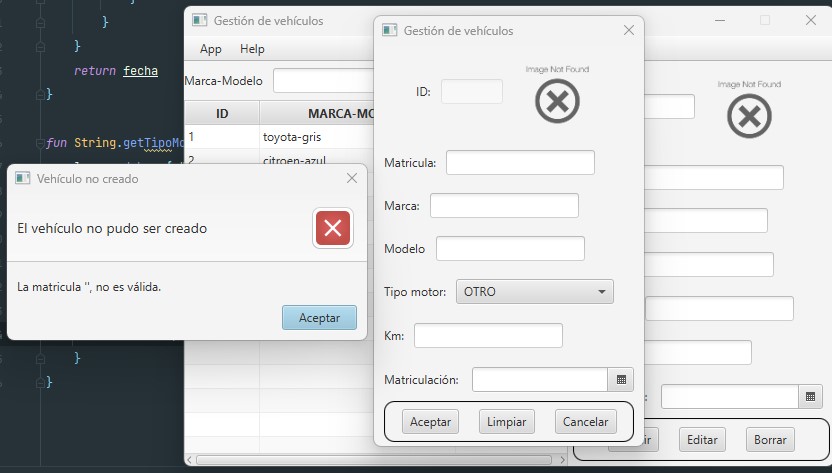 }
}
return fecha
}
fun String.getTipoMo
Gestión de vehículos
App Help
Marca-Modelo
ID MARCA-MO
1 toyota-gris
2 citroen-azul
Image Not Found
Editar Borrar
Vehículo no creado
El vehículo no pudo ser creado
La matricula '', no es válida.
Aceptar
}
}
Gestión de vehículos
ID:
Image Not Found
Matricula:
Marca:
Modelo
Tipo motor: OTRO
Km:
Matriculación:
Aceptar Limpiar Cancelar